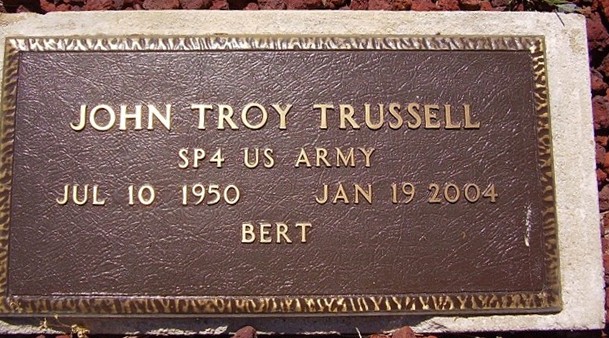 JOHN TROY TRUSSELL
SP4 US ARMY
JUL 10 1950 JAN 19 2004
BERT